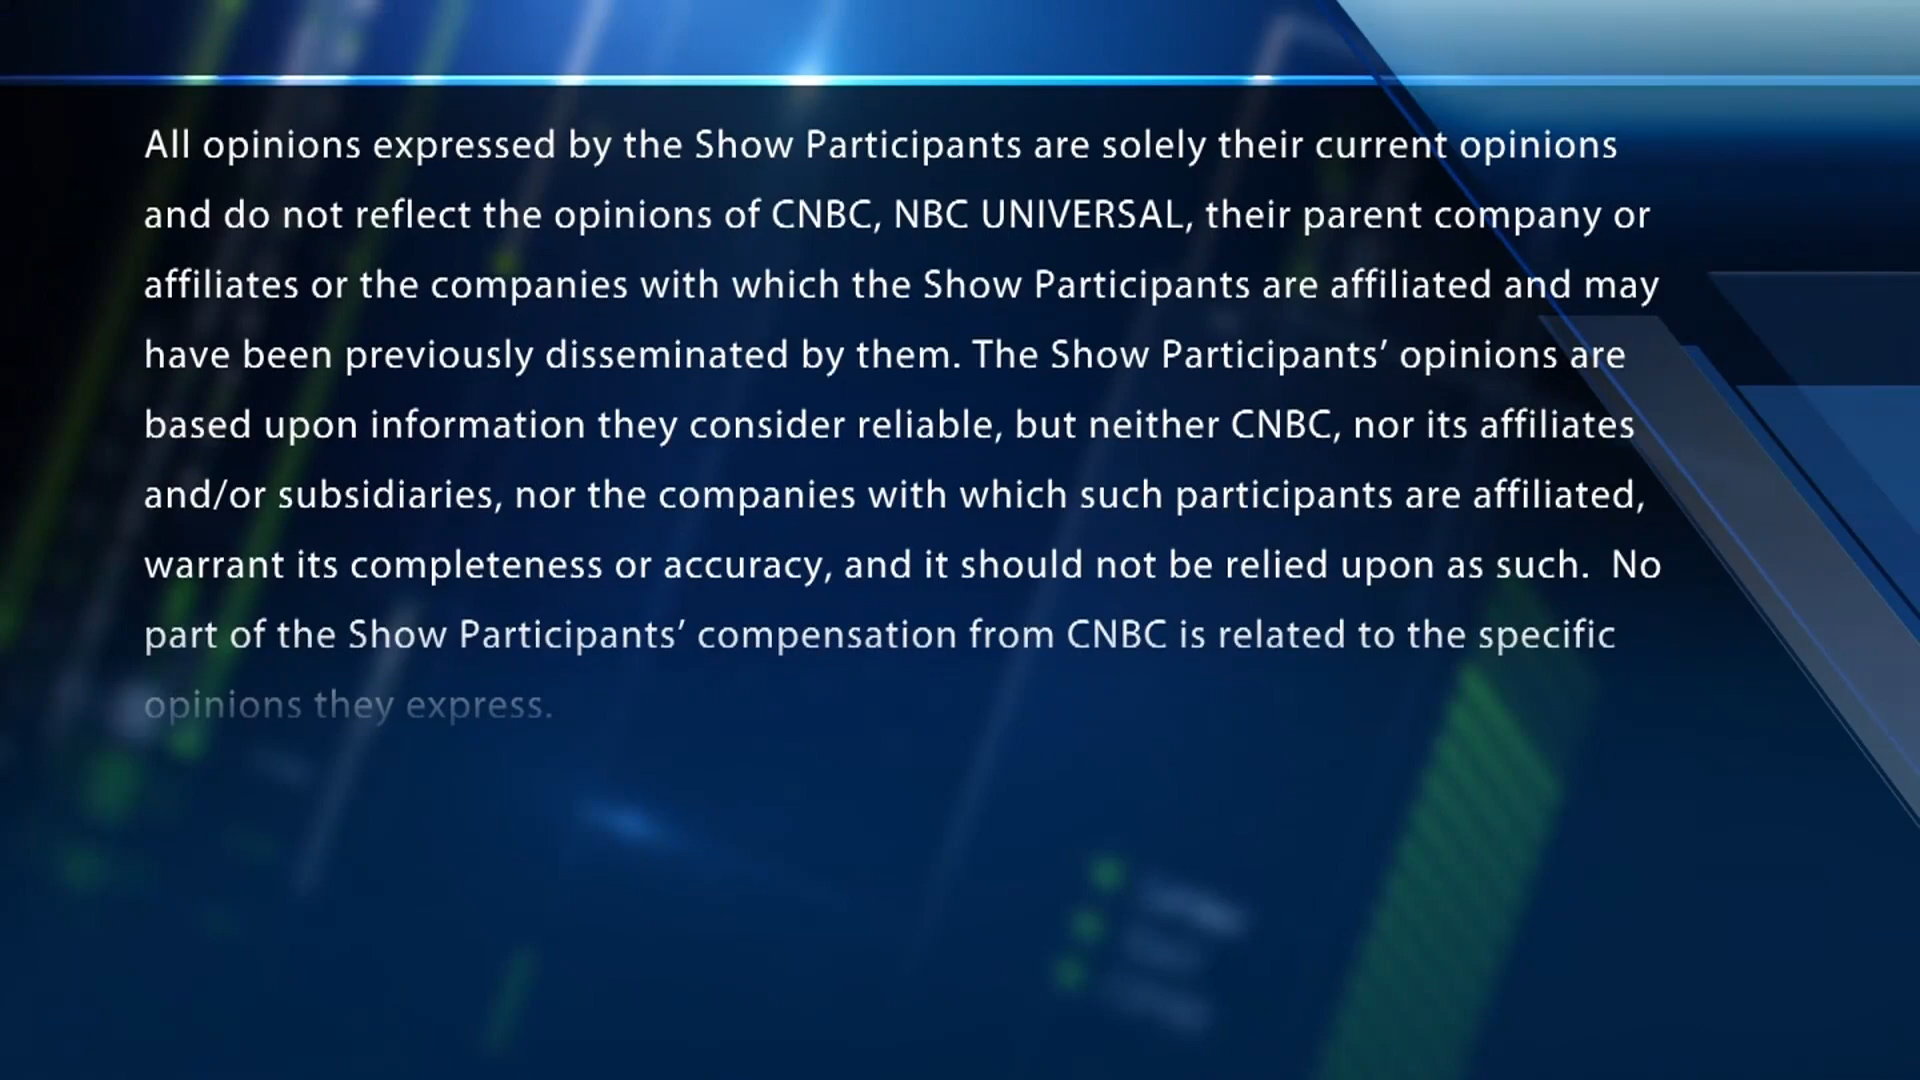 All opinions expressed by the Show Participants are solely their current opinions
and do not reflect the opinions of CNBC, NBC UNIVERSAL, their parent company or
affiliates or the companies with which the Show Participants are affiliated and may
have been previously disseminated by them. The Show Participants’ opinions are
based upon information they consider reliable, but neither CNBC, nor its affiliates
and/or subsidiaries, nor the companies with which such participants are affiliated,
warrant its completeness or accuracy, and it should not be relied upon as such.  No
part of the Show Participants’ compensation from CNBC is related to the specific
opinions they express.